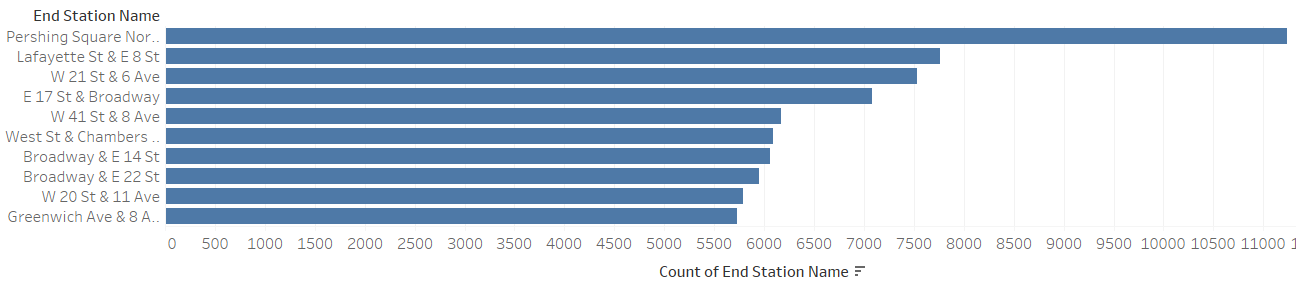 End Station Name
Pershing Square Nor..
Lafayette St & E 8 St
W 21 St & 6 Ave
E 17 St & Broadway
W 41 St & 8 Ave
West St & Chambers ..
Broadway & E 14 St
Broadway & E 22 St
W 20 St & 11 Ave
Greenwich Ave & 8 A..
0 500 1000 1500 2000 2500 3000 3500 4000 4500 5000 5500 6000 6500 7000 7500 8000 8500 9000 9500 10000 10500 11000 1
Count of End Station Name